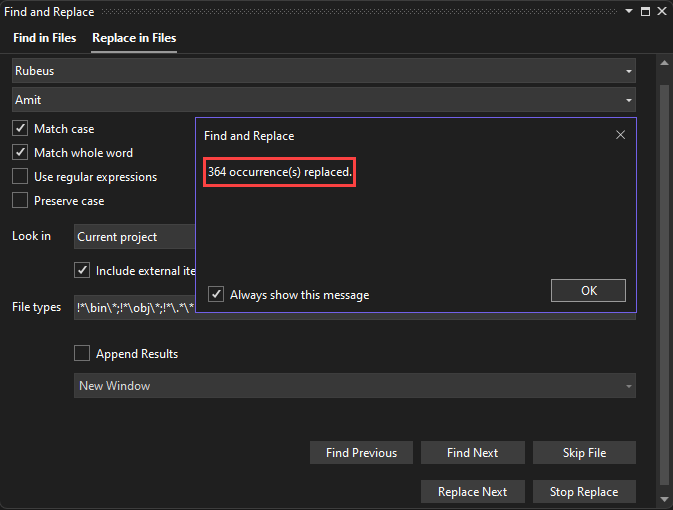 Find and Replace
Find in Files Replace in Files
Rubeus
Amit
Match case
Match whole word
Use regular expressions
Preserve case
Find and Replace
364 occurrence(s) replaced.
Always show this message
OK
Look in Current project
Include external ite
File types !*\bin\*;!*\obj\*;!*\.*\*
Append Results
New Window
Find Previous Find Next Skip File
Replace Next Stop Replace